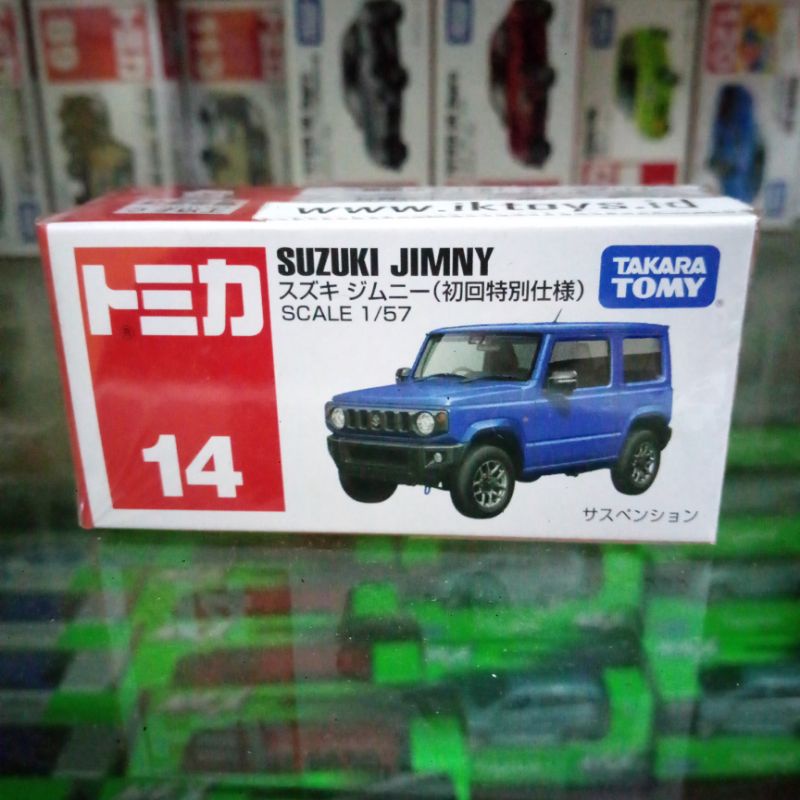 www.iktoys.id
トミカ
14
SUZUKI JIMNY
スズキ ジムニー(初回特別仕様)
SCALE 1/57
TAKARA
TOMY
サスペンション